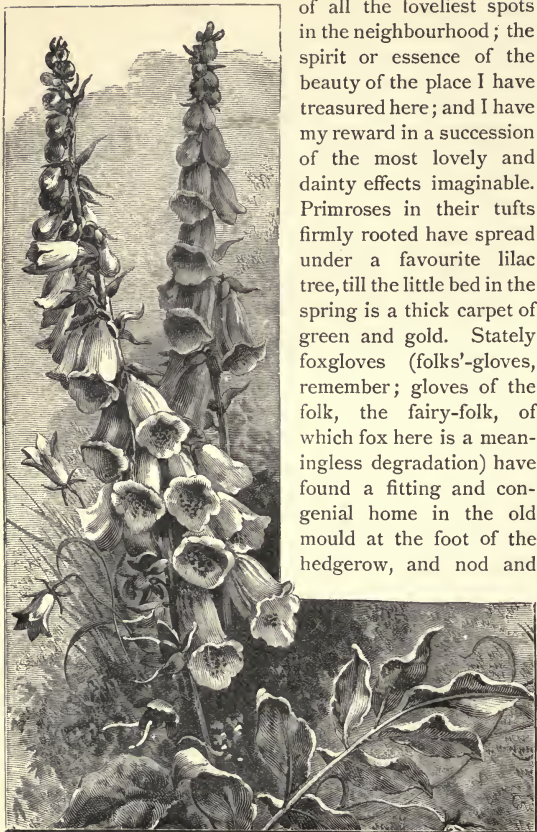 of all the loveliest spots
in the neighbourhood ; the
spirit or essence of the
beauty of the place I have
treasured here ; and I have
my reward in a succession
of the most lovely and
dainty effects imaginable.
Primroses in their tufts
firmly rooted have spread
under a favourite lilac
tree, till the little bed in the
spring is a thick carpet of
green and gold. Stately
foxgloves (folks'-gloves,
remember ; gloves of the
folk, the fairy-folk, of
which fox here is a mean-
ingless degradation) have
found a fitting and con-
genial home in the old
mould at the foot of the
hedgerow, and nod and